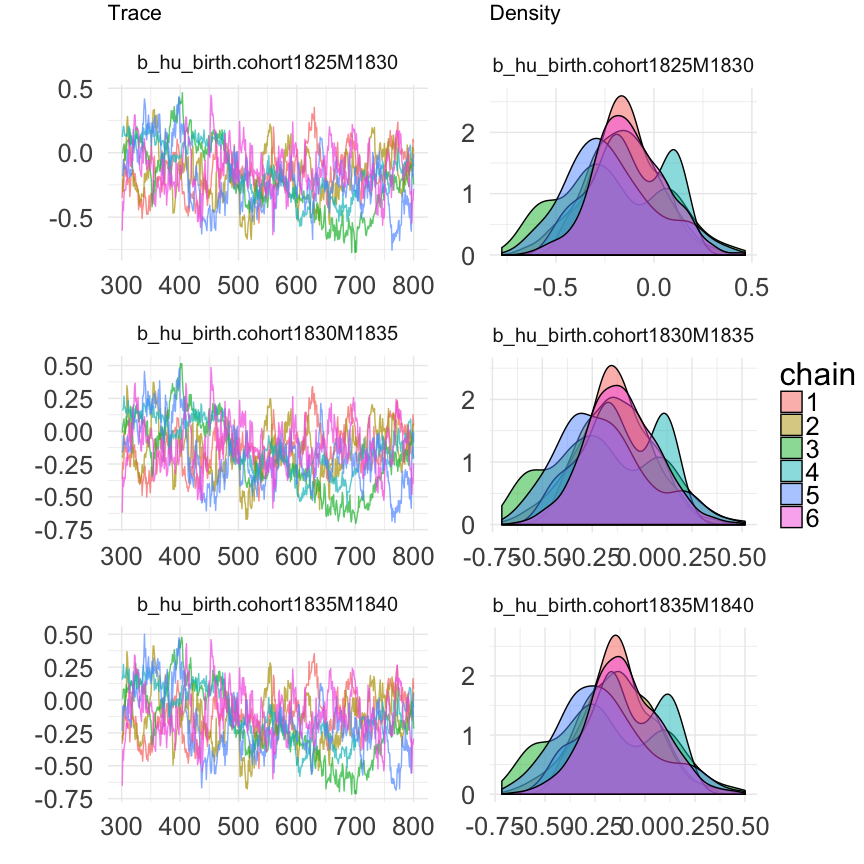 Trace
Density
b_hu_birth.cohort1825M1830
b_hu_birth.cohort1825M1830
0.5
0.0
-0.5
300 400 500 600 700 800
2
1
0
-0.5 0.0 0.5
b_hu_birth.cohort1830M1835
b_hu_birth.cohort1830M1835
0.50
0.25
0.00
-0.25
-0.50
-0.75
300 400 500 600 700 800
2
1
0
-0.75-0.50-0.250.000.250.50
chain
1
2
3
4
5
6
b_hu_birth.cohort1835M1840
b_hu_birth.cohort1835M1840
0.50
0.25
0.00
-0.25
-0.50
-0.75
300 400 500 600 700 800
2
1
0
-0.75-0.50-0.250.000.250.50